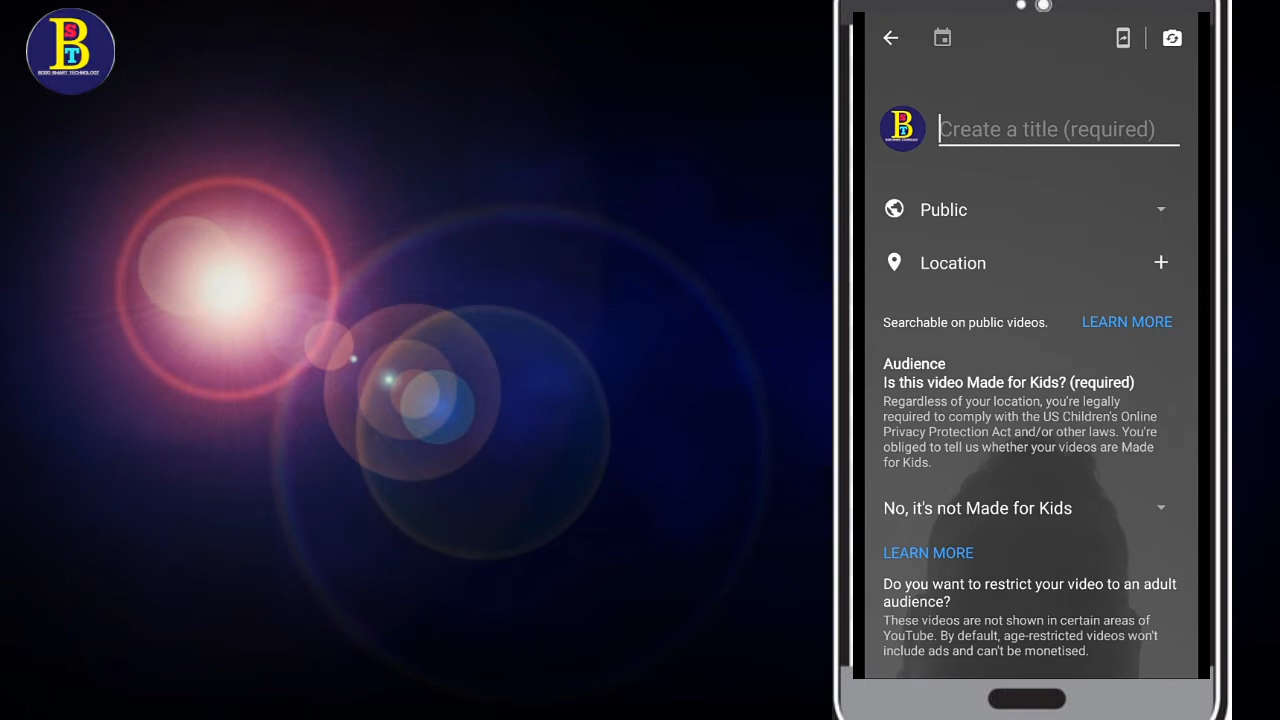 S
B
T
BODO SMART TECHNOLOGY
B
Create a title (required)
Public
Location
Searchable on public videos. LEARN MORE
Audience
Is this video Made for Kids? (required)
Regardless of your location, you're legally
required to comply with the US Children's Online
Privacy Protection Act and/or other laws. You're
obliged to tell us whether your videos are Made
for Kids.
No, it's not Made for Kids
LEARN MORE
Do you want to restrict your video to an adult
audience?
These videos are not shown in certain areas of
YouTube. By default, age-restricted videos won't
include ads and can't be monetised.